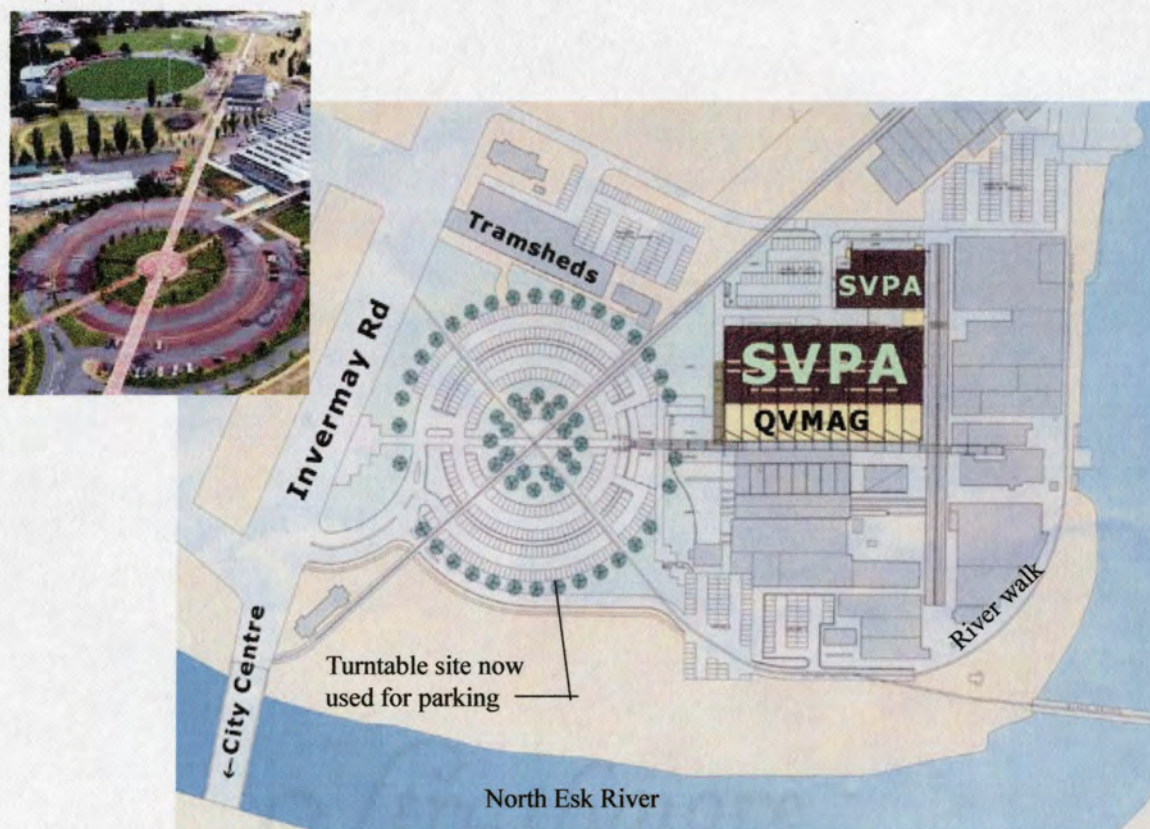 Tramsheds
SVPA
SVPA
QVMAG
Invermay Rd
River walk
←City Centre
Turntable site now
used for parking
North Esk River